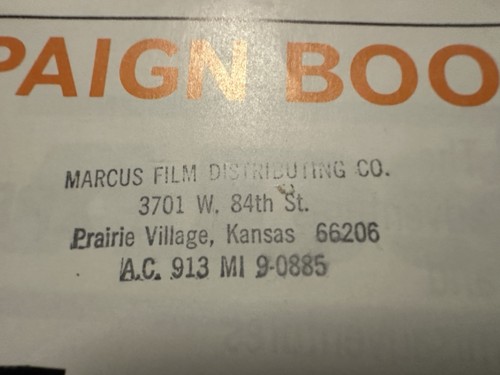 PAIGN BOO
MARCUS FILM DISTRIBUTING CO.
3701 W. 84th St.
Prairie Village, Kansas 66206
A.C. 913 MI 9-0885